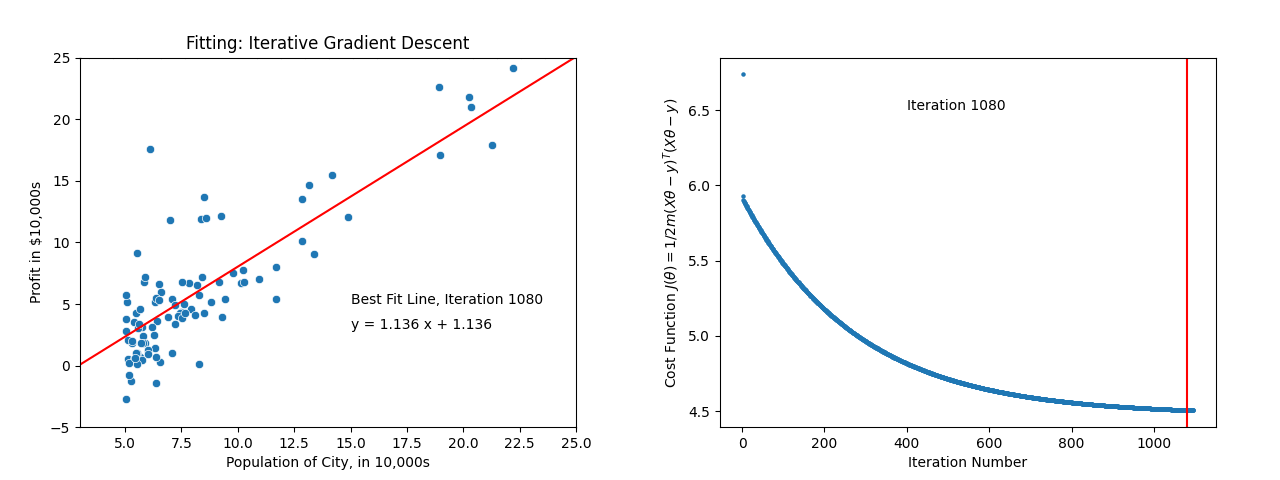 Fitting: Iterative Gradient Descent
25
20
15
10
5
0
−5
Profit in $10,000s
Best Fit Line, Iteration 1080
y = 1.136 x + 1.136
5.0 7.5 10.0 12.5 15.0 17.5 20.0 22.5 25.0
Population of City, in 10,000s
6.5
6.0
5.5
5.0
4.5
Cost Function J(θ) = 1/2m(Xθ − y)ᵀ(Xθ − y)
Iteration 1080
0 200 400 600 800 1000
Iteration Number